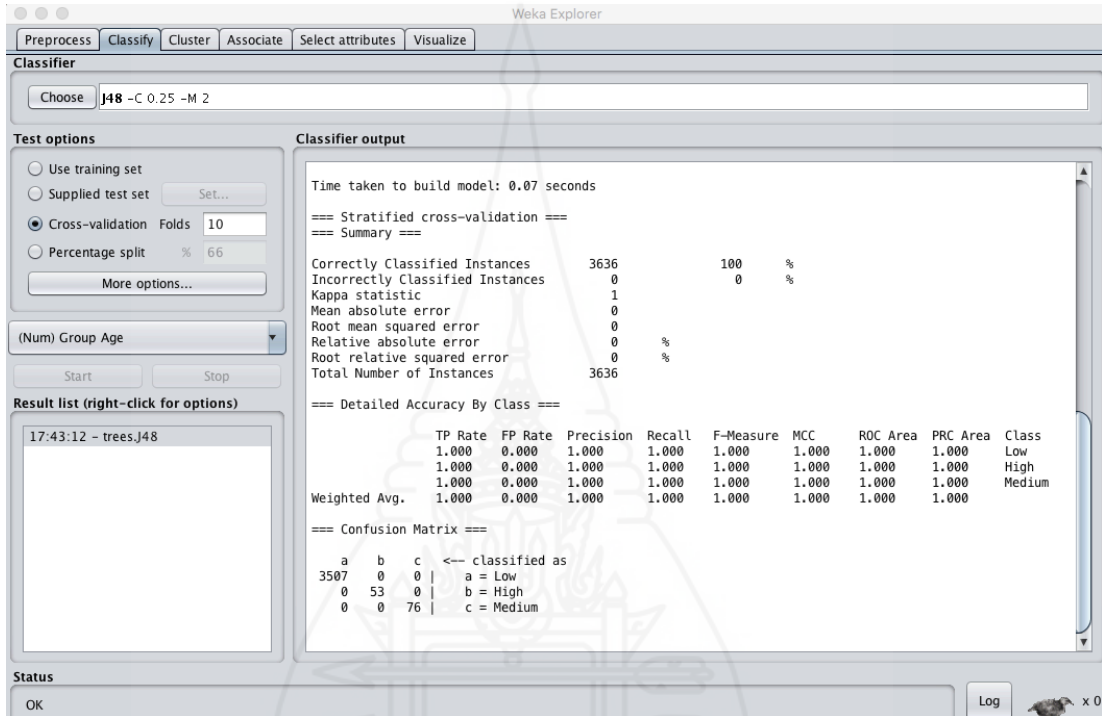 Weka Explorer
Preprocess Classify Cluster Associate Select attributes Visualize
Classifier
Choose J48 -C 0.25 -M 2
Test options
Use training set
Supplied test set Set...
Cross-validation Folds 10
Percentage split % 66
More options...
(Num) Group Age
Start Stop
Result list (right-click for options)
17:43:12 - trees.J48
Classifier output
Time taken to build model: 0.07 seconds
=== Stratified cross-validation ===
=== Summary ===
Correctly Classified Instances 3636 100 %
Incorrectly Classified Instances 0 0 %
Kappa statistic 1
Mean absolute error 0
Root mean squared error 0
Relative absolute error 0 %
Root relative squared error 0 %
Total Number of Instances 3636
=== Detailed Accuracy By Class ===
TP Rate FP Rate Precision Recall F-Measure MCC ROC Area PRC Area Class
1.000 0.000 1.000 1.000 1.000 1.000 1.000 1.000 Low
1.000 0.000 1.000 1.000 1.000 1.000 1.000 1.000 High
1.000 0.000 1.000 1.000 1.000 1.000 1.000 1.000 Medium
Weighted Avg. 1.000 0.000 1.000 1.000 1.000 1.000 1.000 1.000
=== Confusion Matrix ===
a b c <-- classified as
3507 0 0 | a = Low
0 53 0 | b = High
0 0 76 | c = Medium
Status
OK
Log x 0